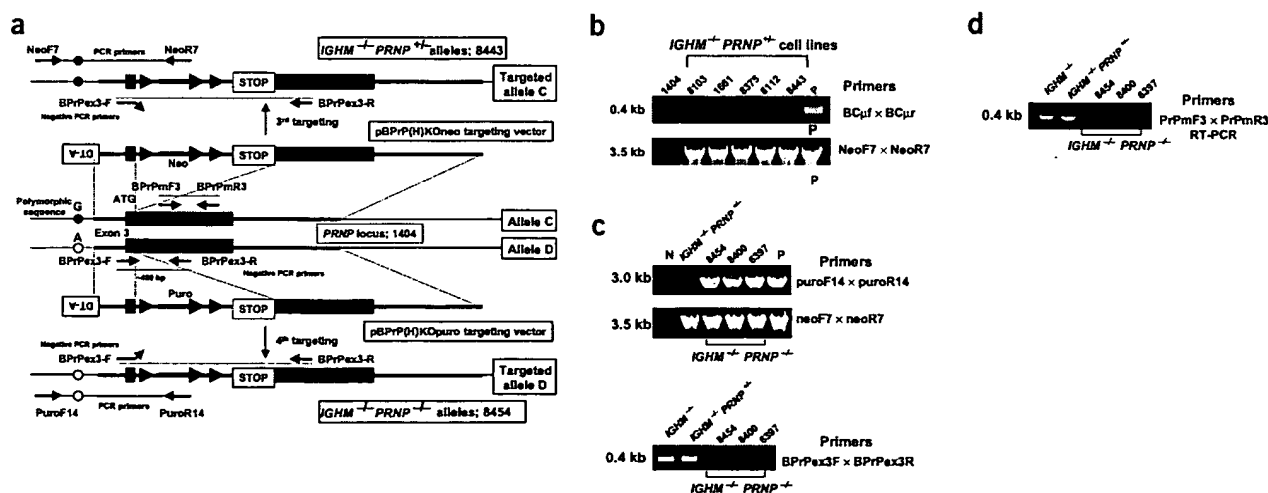 a
NeoF7
PCR primers
NeoR7
IGHM⁻/⁻ PRNP⁺/⁻ alleles; 8443
STOP
Targeted allele C
BPrPex3-F
Negative PCR primers
BPrPex3-R
3rd targeting
pBPrP(H)KOneo targeting vector
DT-A
Neo
STOP
BPrPmF3
BPrPmR3
ATG
Polymorphic sequence
G
Allele C
Exon 3
PRNP locus; 1404
A
Allele D
BPrPex3-F
BPrPex3-R
Negative PCR primers
~400 bp
DT-A
Puro
STOP
pBPrP(H)KOpuro targeting vector
4th targeting
Negative PCR primers
BPrPex3-F
BPrPex3-R
STOP
Targeted allele D
PuroF14
PCR primers
PuroR14
IGHM⁻/⁻ PRNP⁻/⁻ alleles; 8454
b
IGHM⁻/⁻ PRNP⁺/⁻ cell lines
1404 8103 1661 8375 8112 8443 P
Primers
0.4 kb
BCμf × BCμr
P
3.5 kb
NeoF7 × NeoR7
P
c
N IGHM⁻/⁻ PRNP⁺/⁻ 8454 8400 6397 P
Primers
3.0 kb
puroF14 × puroR14
3.5 kb
neoF7 × neoR7
IGHM⁻/⁻ PRNP⁻/⁻
IGHM⁻/⁻ IGHM⁻/⁻ PRNP⁺/⁻ 8454 8400 6397
Primers
0.4 kb
BPrPex3F × BPrPex3R
IGHM⁻/⁻ PRNP⁻/⁻
d
IGHM⁻/⁻ IGHM⁻/⁻ PRNP⁺/⁻ 8454 8400 6397
Primers
0.4 kb
PrPmF3 × PrPmR3
RT-PCR
IGHM⁻/⁻ PRNP⁻/⁻